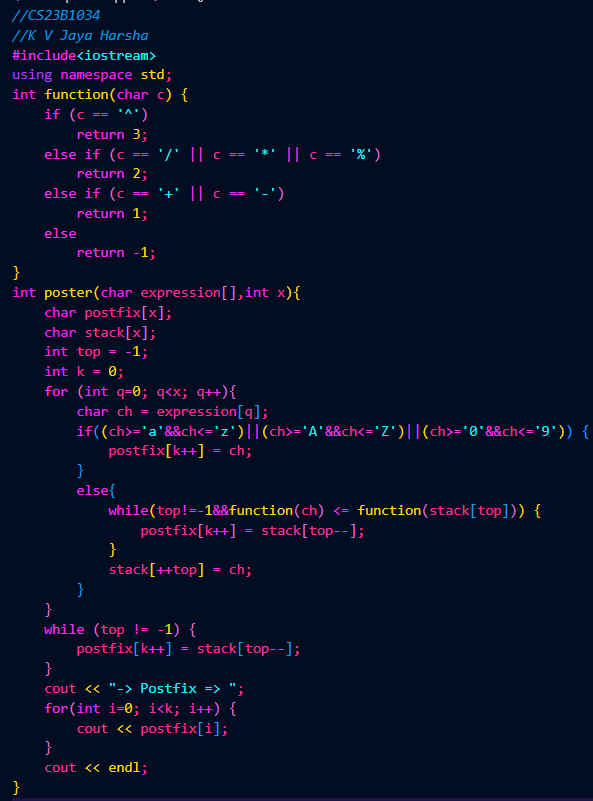 //CS23B1034
//K V Jaya Harsha
#include<iostream>
using namespace std;
int function(char c) {
    if (c == '^')
        return 3;
    else if (c == '/' || c == '*' || c == '%')
        return 2;
    else if (c == '+' || c == '-')
        return 1;
    else
        return -1;
}
int poster(char expression[],int x){
    char postfix[x];
    char stack[x];
    int top = -1;
    int k = 0;
    for (int q=0; q<x; q++){
        char ch = expression[q];
        if((ch>='a'&&ch<='z')||(ch>='A'&&ch<='Z')||(ch>='0'&&ch<='9')) {
            postfix[k++] = ch;
        }
        else{
            while(top!=-1&&function(ch) <= function(stack[top])) {
                postfix[k++] = stack[top--];
            }
            stack[++top] = ch;
        }
    }
    while (top != -1) {
        postfix[k++] = stack[top--];
    }
    cout << "-> Postfix => ";
    for(int i=0; i<k; i++) {
        cout << postfix[i];
    }
    cout << endl;
}